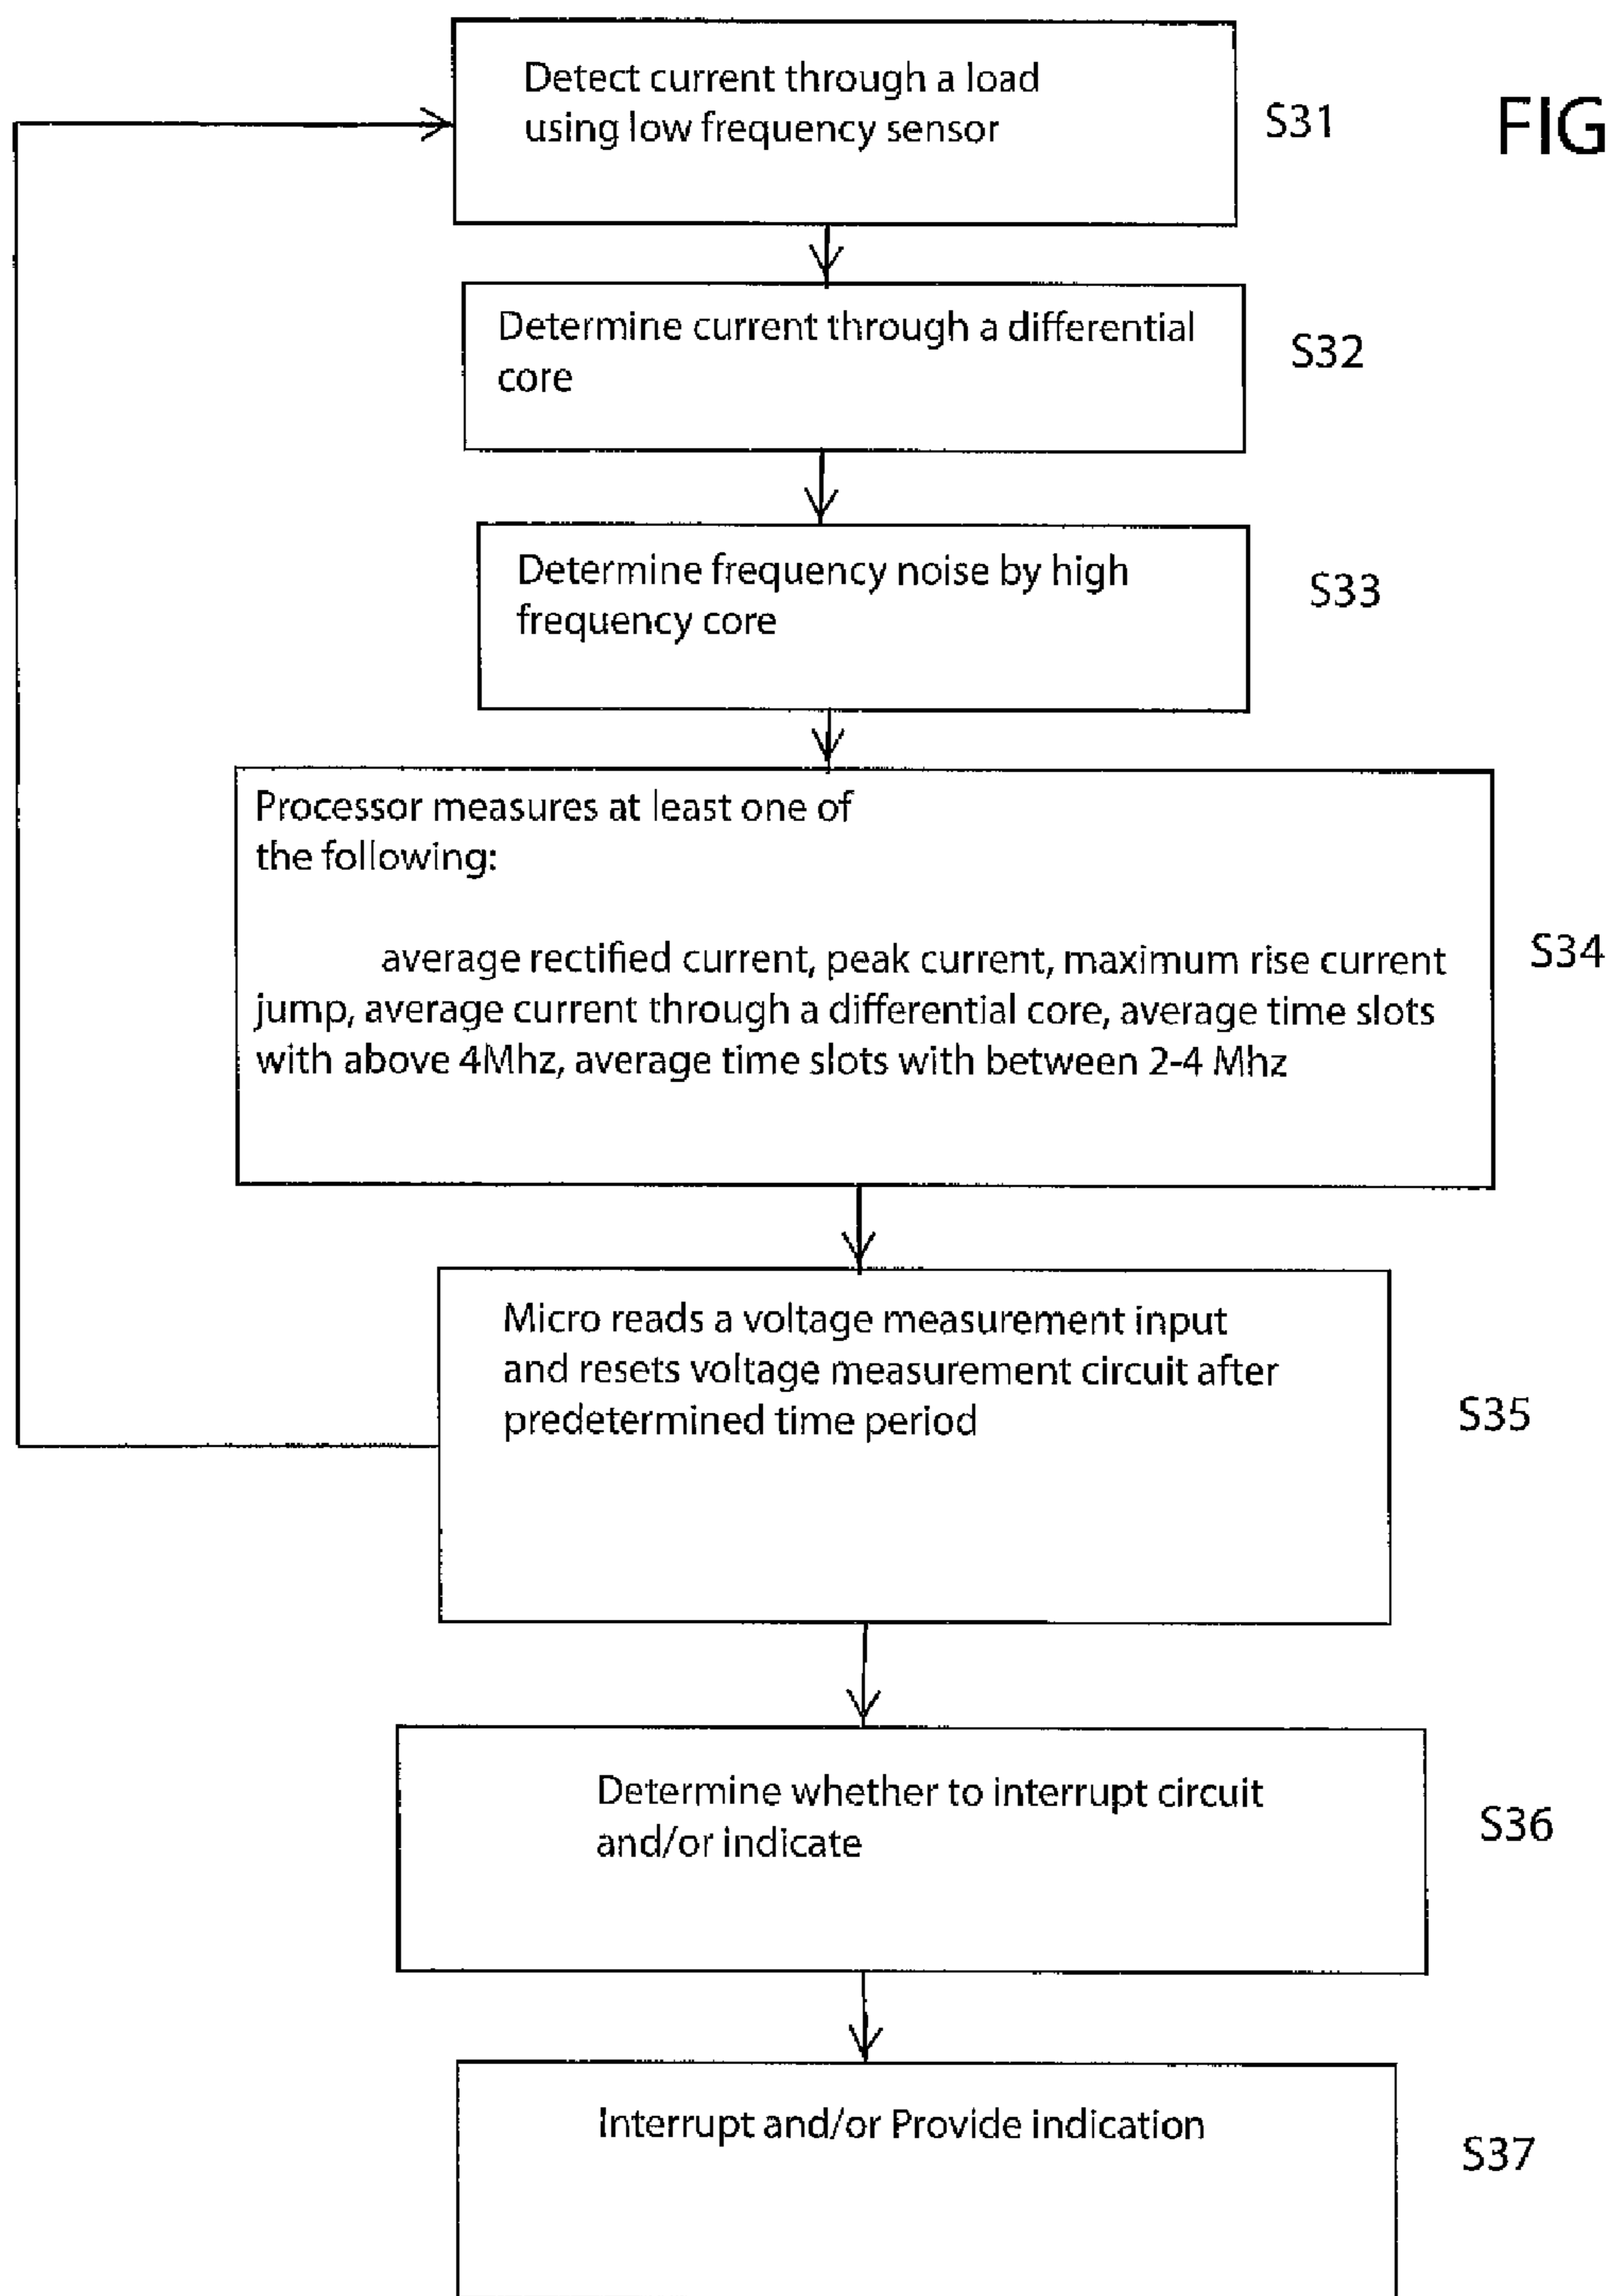 Detect current through a load
using low frequency sensor
S31
FIG
Determine current through a differential
core
S32
Determine frequency noise by high
frequency core
S33
Processor measures at least one of
the following:
average rectified current, peak current, maximum rise current
jump, average current through a differential core, average time slots
with above 4Mhz, average time slots with between 2-4 Mhz
S34
Micro reads a voltage measurement input
and resets voltage measurement circuit after
predetermined time period
S35
Determine whether to interrupt circuit
and/or indicate
S36
Interrupt and/or Provide indication
S37